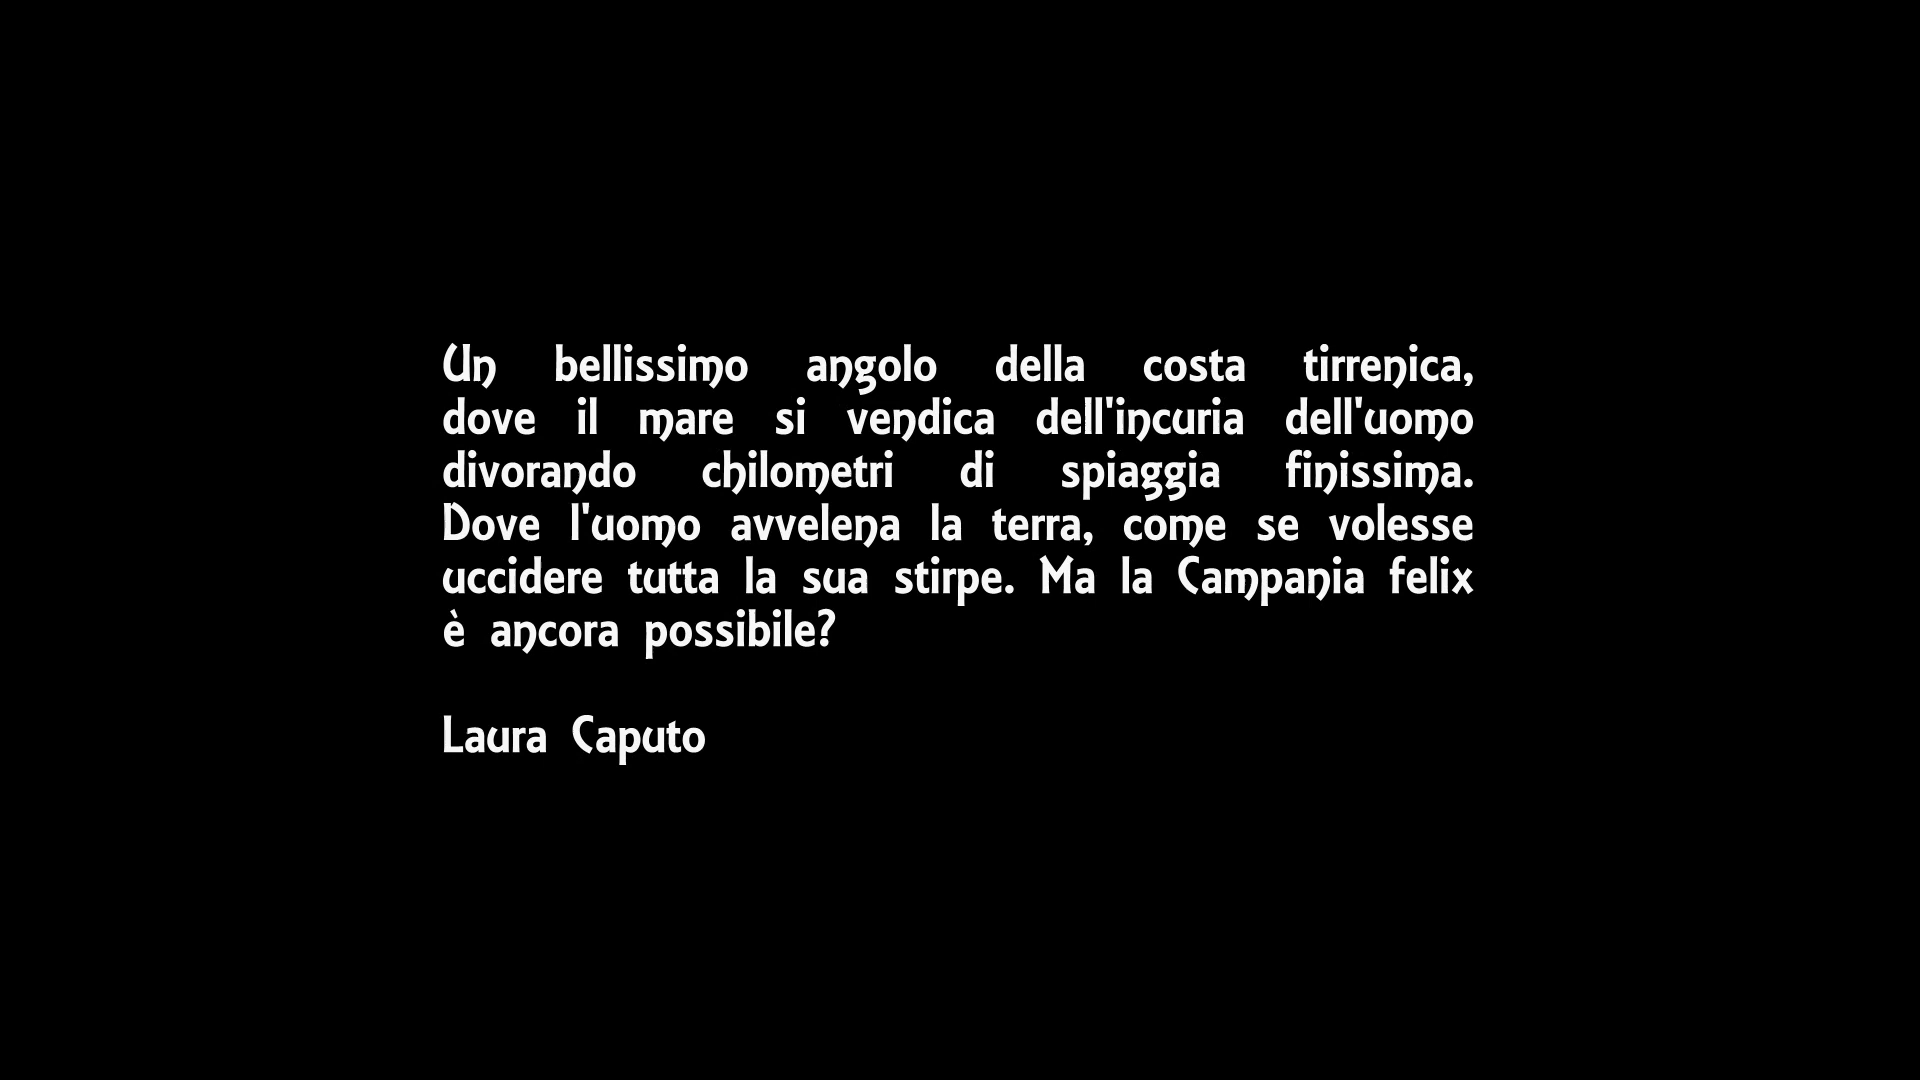 Un bellissimo angolo della costa tirrenica,
dove il mare si vendica dell'incuria dell'uomo
divorando chilometri di spiaggia finissima.
Dove l'uomo avvelena la terra, come se volesse
uccidere tutta la sua stirpe. Ma la Campania felix
è ancora possibile?
Laura Caputo